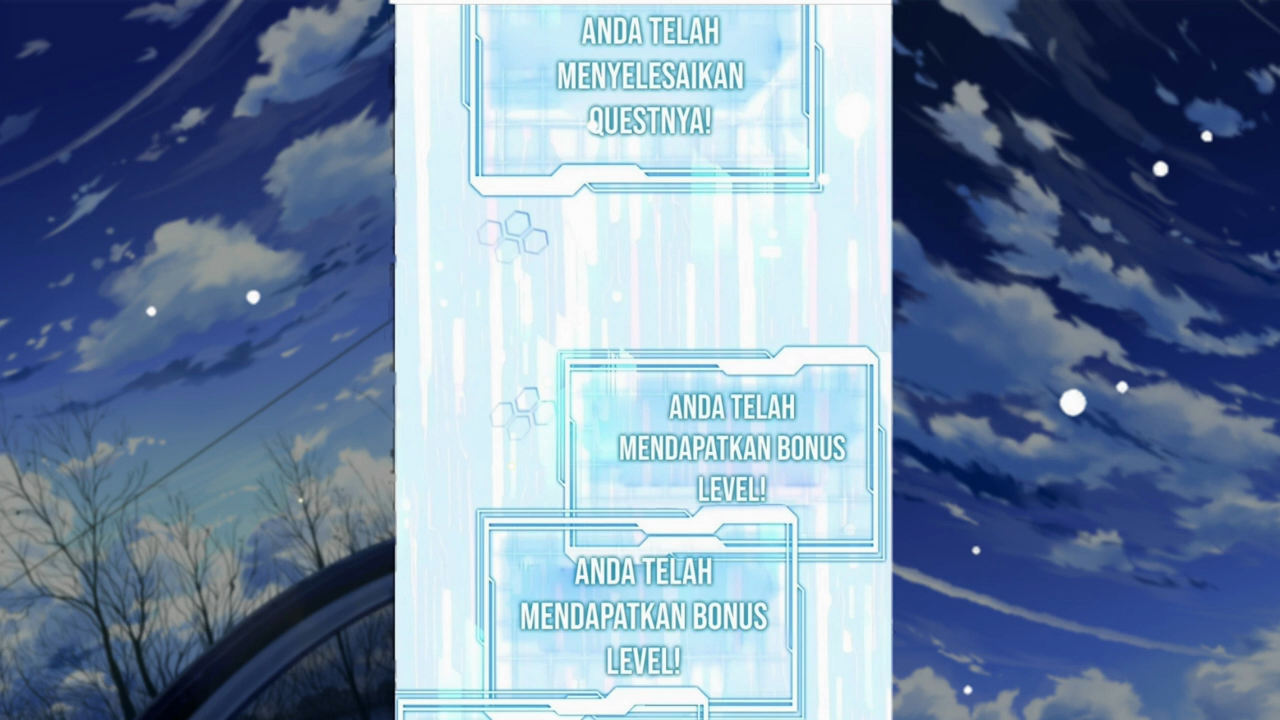 ANDA TELAH
MENYELESAIKAN
QUESTNYA!
ANDA TELAH
MENDAPATKAN BONUS
LEVEL!
ANDA TELAH
MENDAPATKAN BONUS
LEVEL!